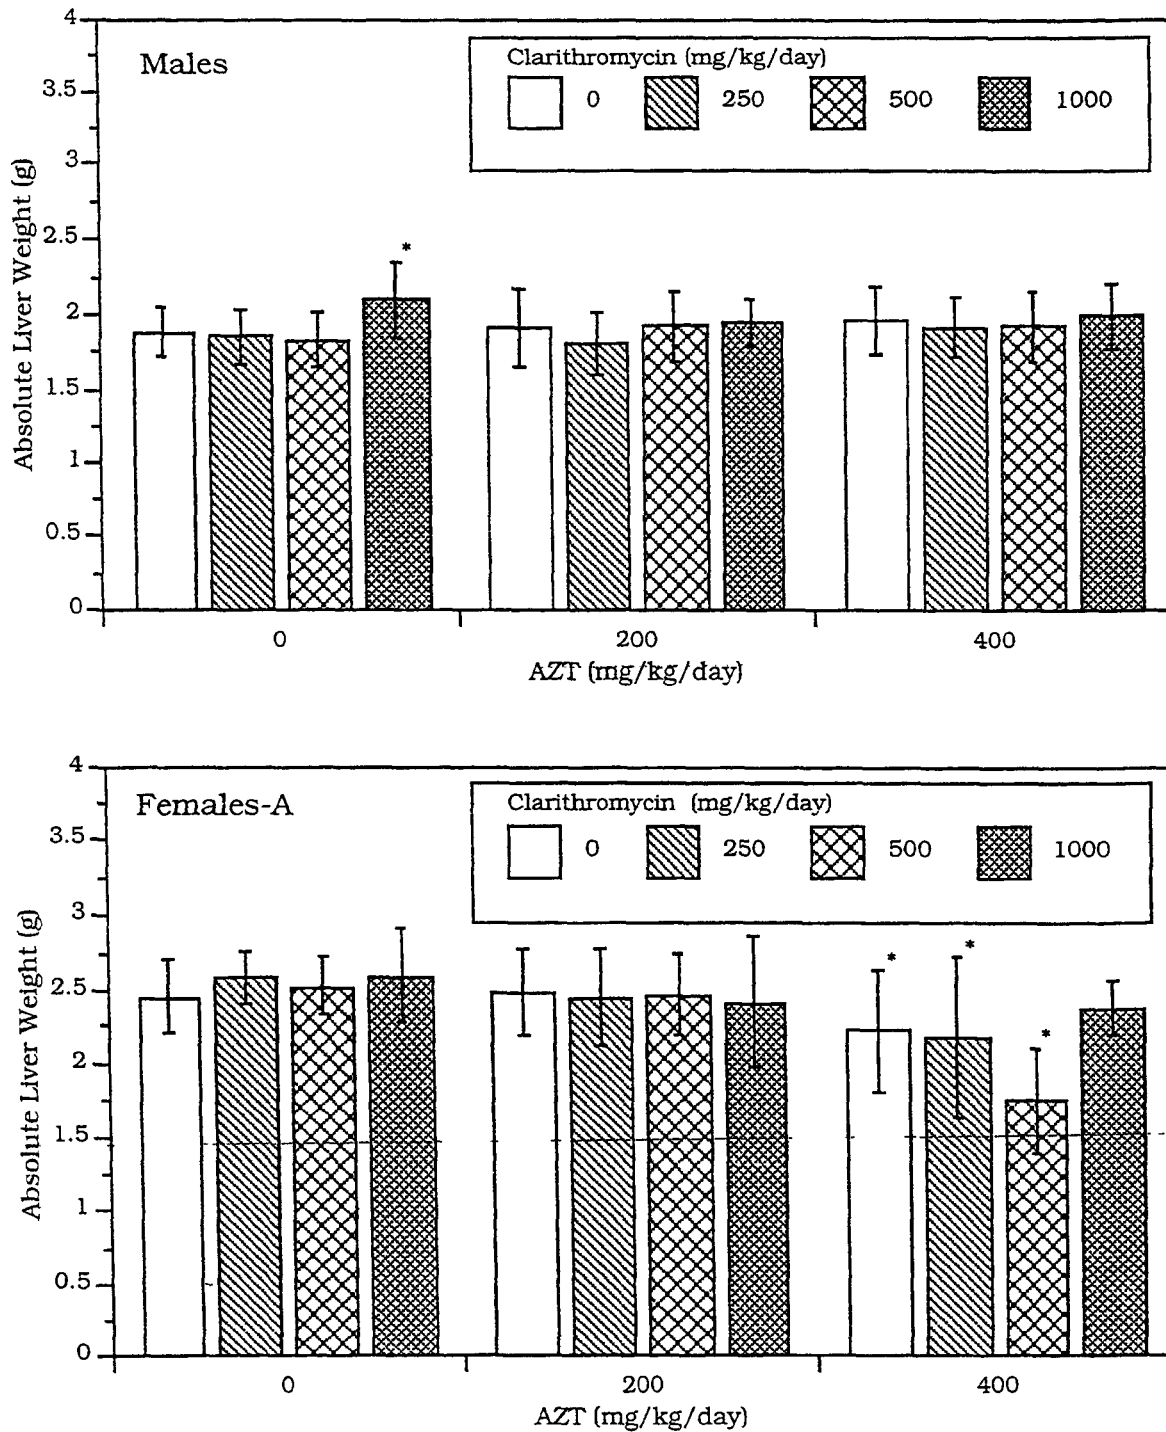 Males
Clarithromycin (mg/kg/day)
0 250 500 1000
Absolute Liver Weight (g)
4
3.5
3
2.5
2
1.5
1
0.5
0
*
0 200 400
AZT (mg/kg/day)
Females-A
Clarithromycin (mg/kg/day)
0 250 500 1000
Absolute Liver Weight (g)
4
3.5
3
2.5
2
1.5
1
0.5
0
* * *
0 200 400
AZT (mg/kg/day)